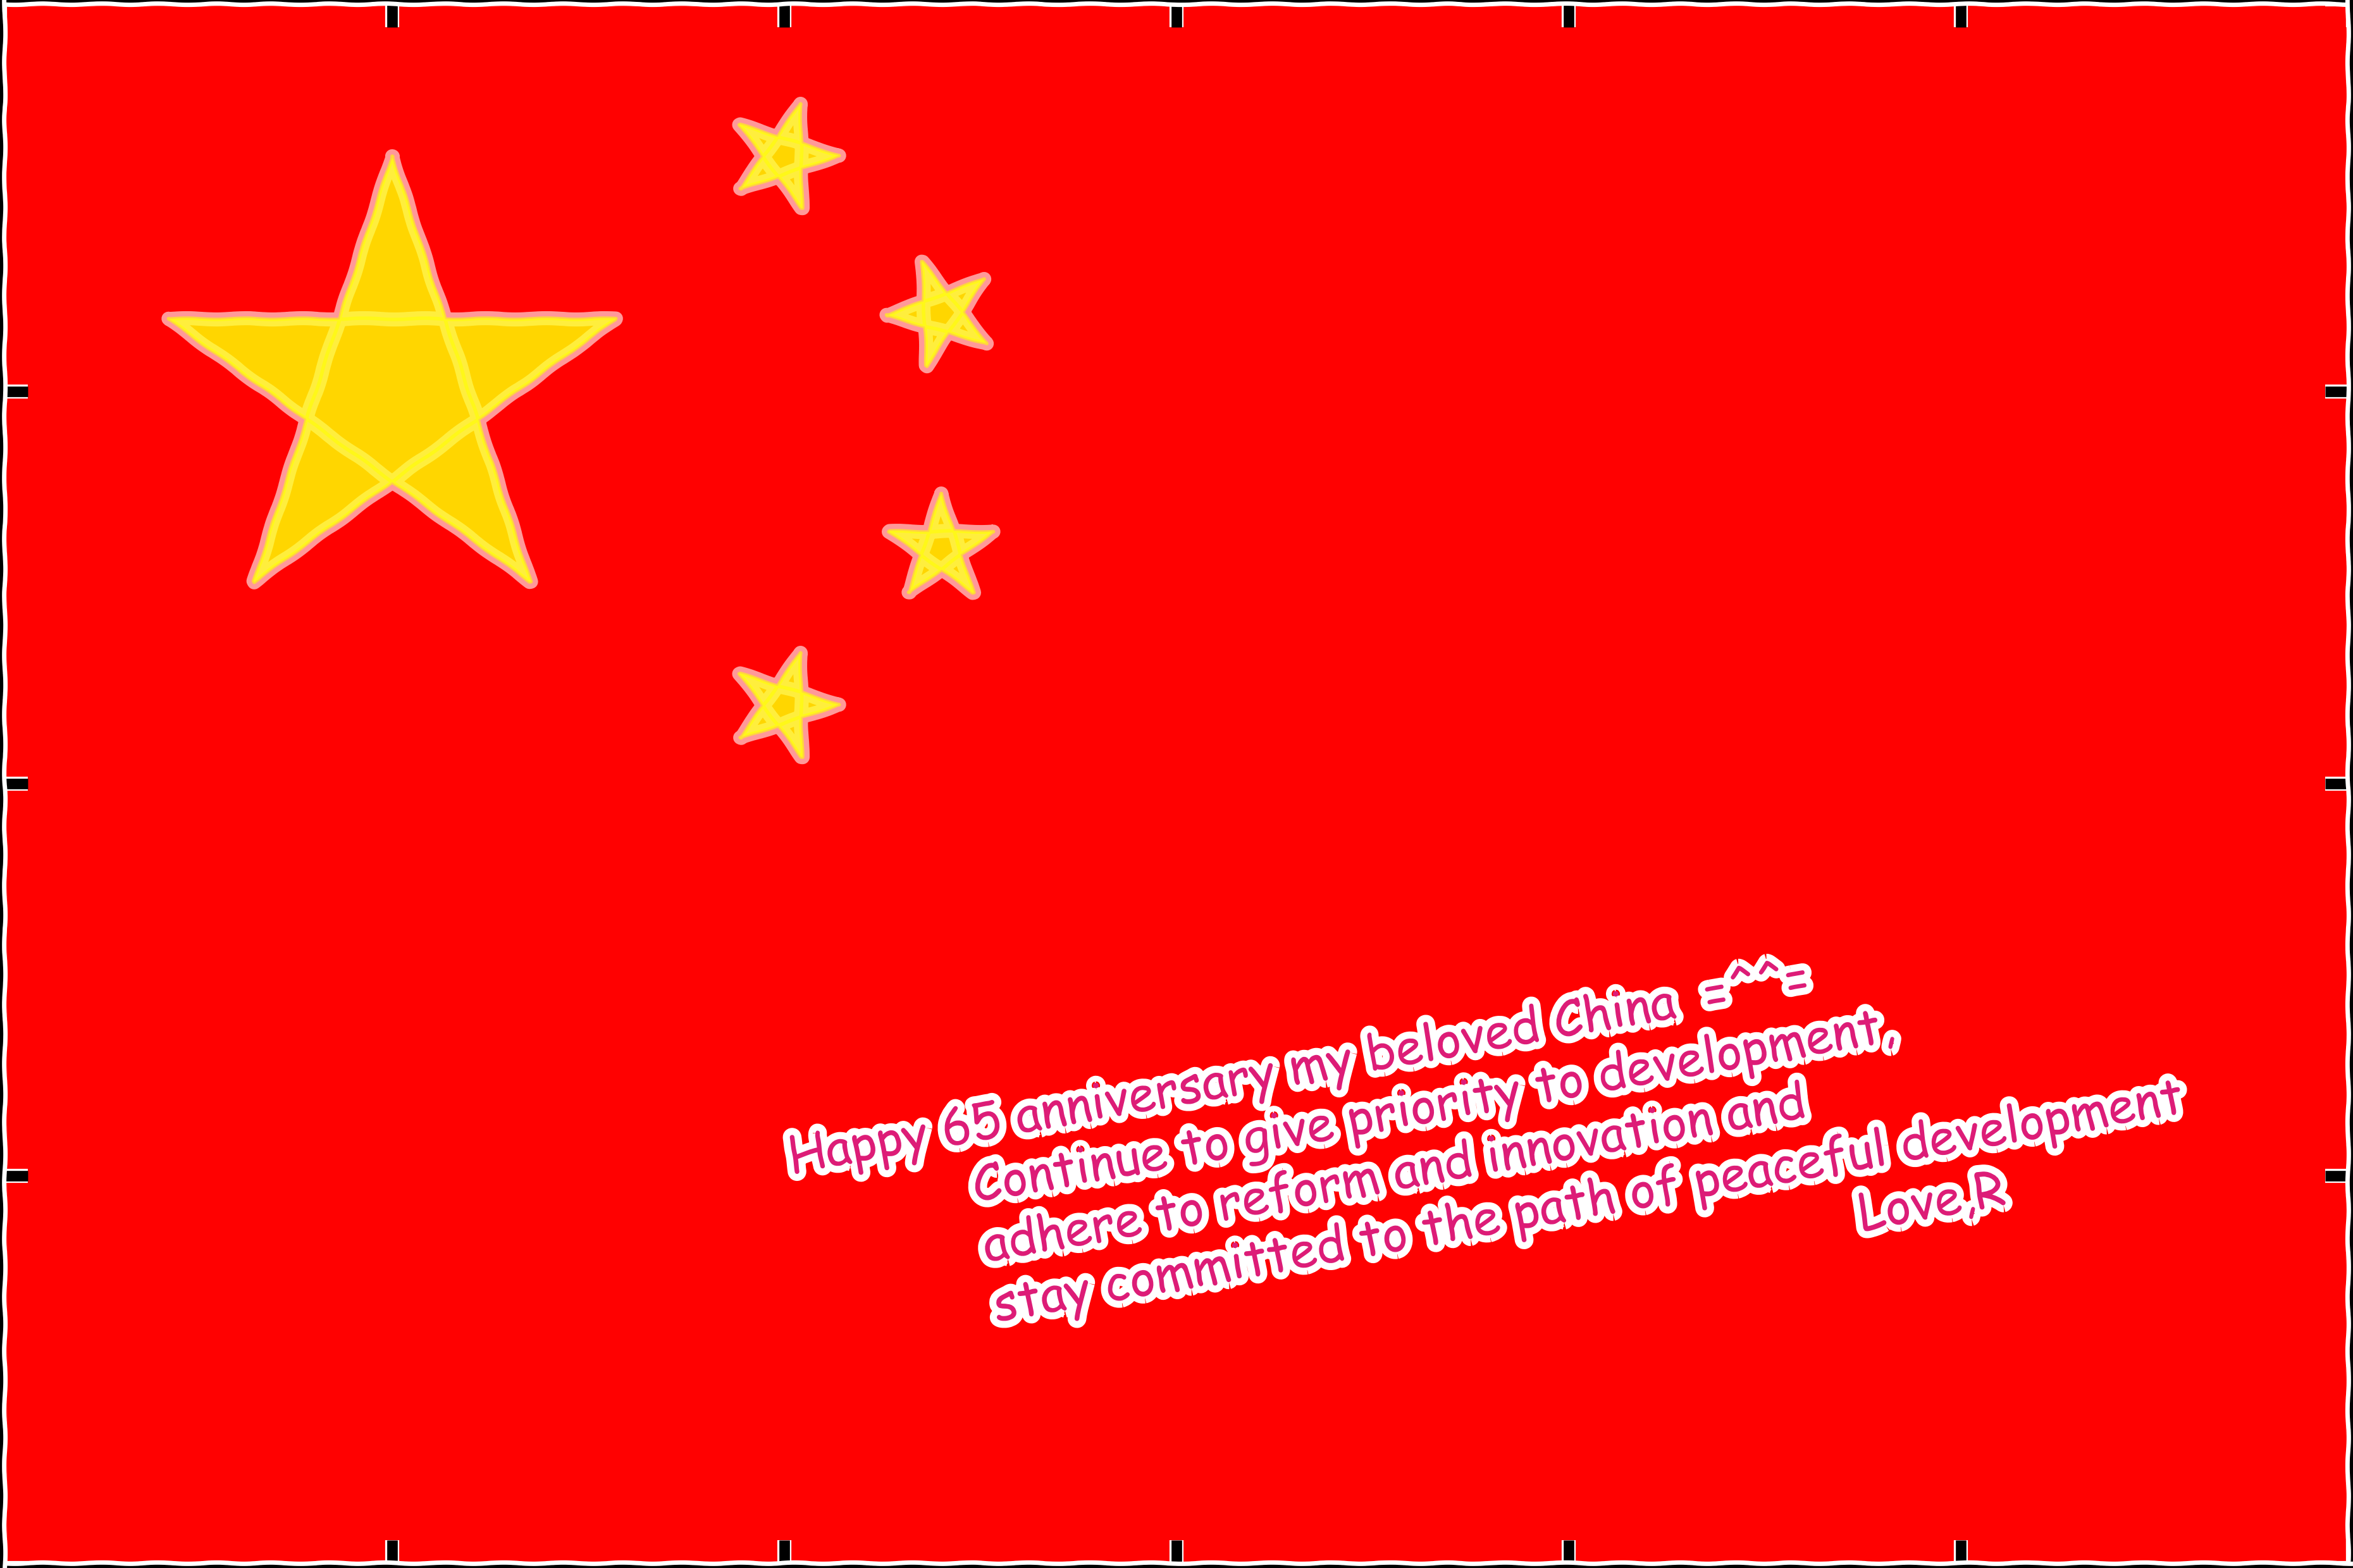 Happy 65 anniversary my beloved China =^^=
Continue to give priority to development,
adhere to reform and innovation and
stay committed to the path of peaceful development
Love,R